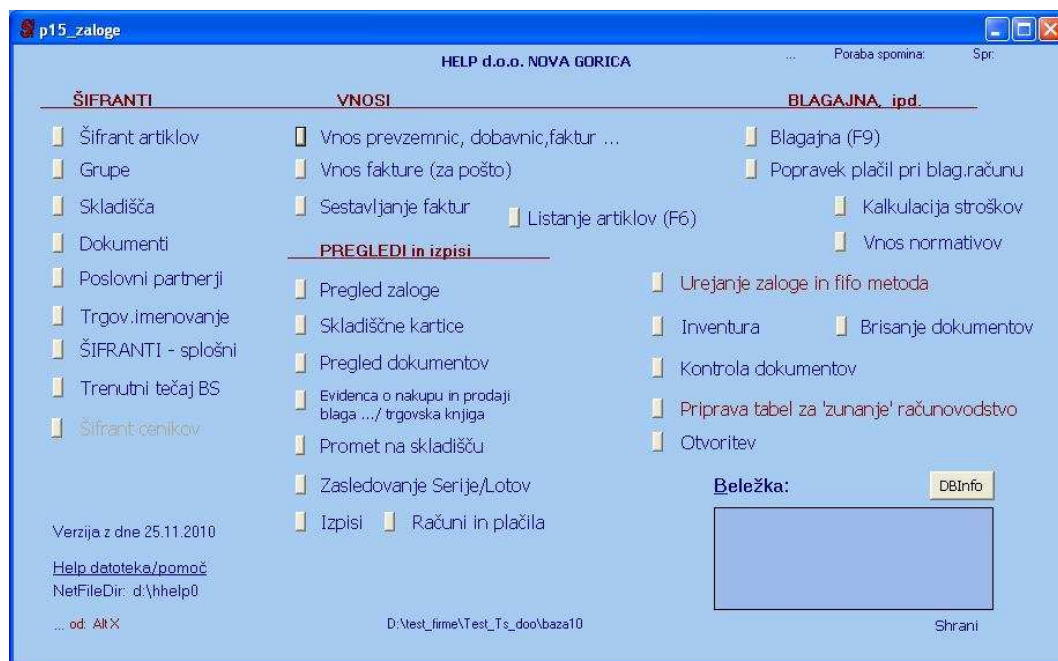 p15_zaloge
HELP d.o.o. NOVA GORICA
... Poraba spomina: Spr:
ŠIFRANTI
Šifrant artiklov
Grupe
Skladišča
Dokumenti
Poslovni partnerji
Trgov.imenovanje
ŠIFRANTI - splošni
Trenutni tečaj BS
Šifrant cenikov
VNOSI
Vnos prevzemnic, dobavnic,faktur ...
Vnos fakture (za pošto)
Sestavljanje faktur
Listanje artiklov (F6)
PREGLEDI in izpisi
Pregled zaloge
Skladiščne kartice
Pregled dokumentov
Evidenca o nakupu in prodaji
blaga .../ trgovska knjiga
Promet na skladišču
Zasledovanje Serije/Lotov
Izpisi Računi in plačila
BLAGAJNA, ipd.
Blagajna (F9)
Popravek plačil pri blag.računu
Kalkulacija stroškov
Vnos normativov
Urejanje zaloge in fifo metoda
Inventura Brisanje dokumentov
Kontrola dokumentov
Priprava tabel za 'zunanje' računovodstvo
Otvoritev
Beležka: DBInfo
Shrani
Verzija z dne 25.11.2010
Help datoteka/pomoč
NetFileDir: d:\hhelp0
... od: Alt X
D:\test_firme\Test_Ts_doo\baza10